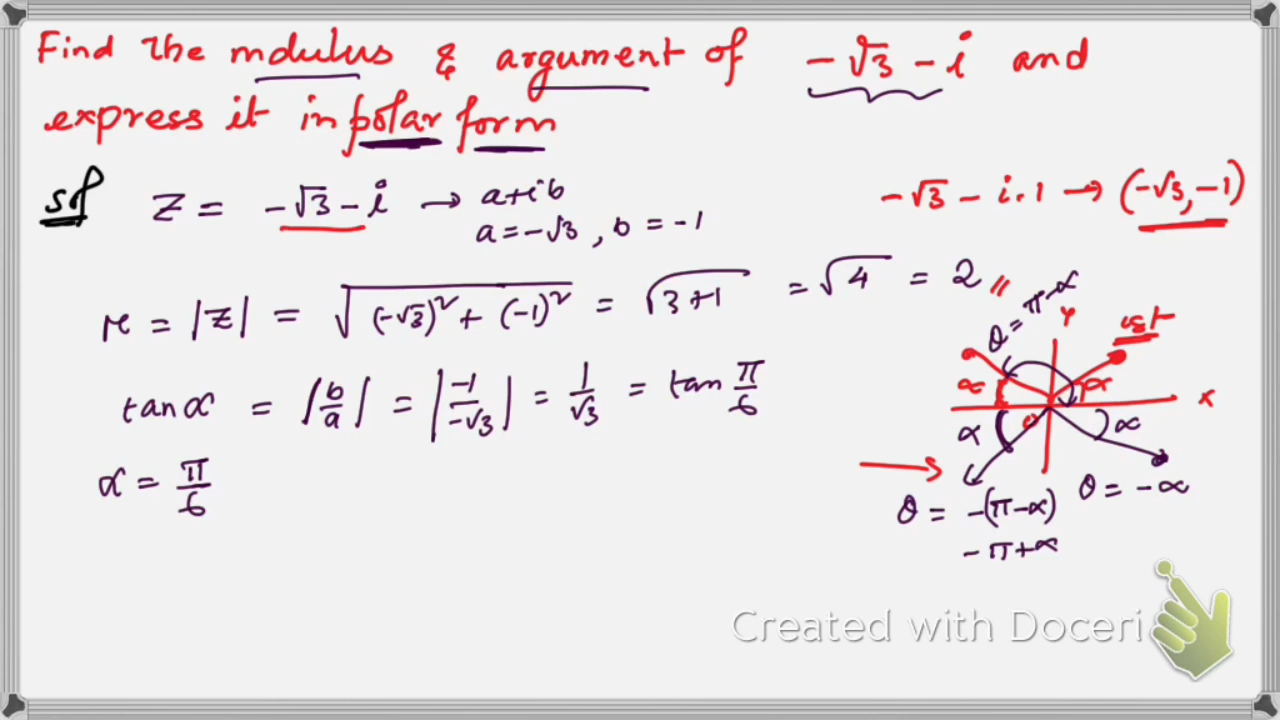 Find the mdulus & argument of -√3 - i and
express it in polar form
sol
Z = -√3 - i → a+ib
a = -√3 , b = -1
-√3 - i.1 → (-√3, -1)
r = |Z| = √((-√3)² + (-1)²) = √(3+1) = √4 = 2 //
tan α = |b/a| = |-1/-√3| = 1/√3 = tan π/6
α = π/6
θ = π-α
Y
α
α
X
α
O
α
θ = -α
θ = -(π-α)
-π+α
Created with Doceri